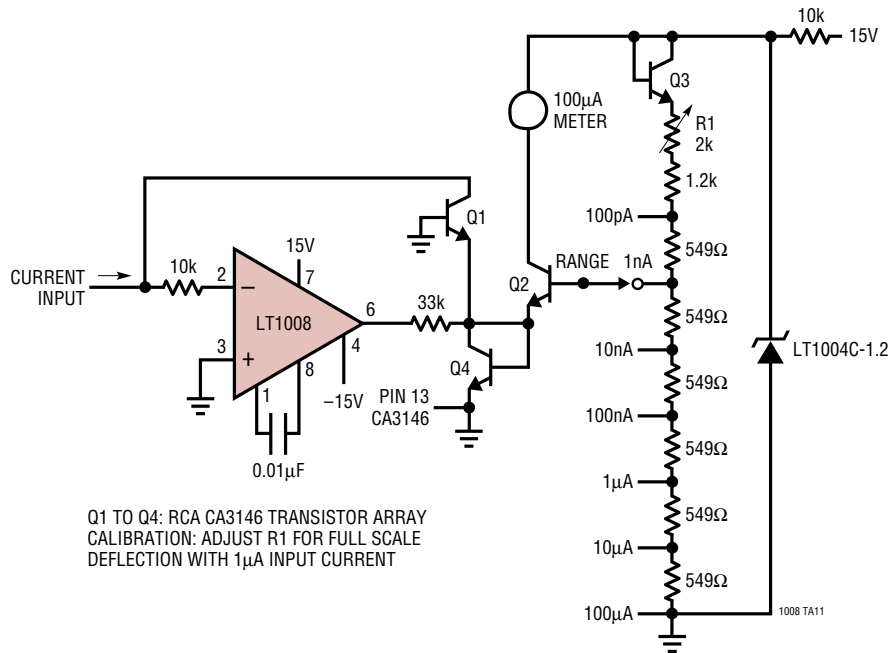 10k
15V
Q3
100µA
METER
R1
2k
1.2k
100pA
Q1
549Ω
15V
CURRENT
INPUT
10k
RANGE
1nA
2
7
–
Q2
549Ω
33k
6
LT1008
LT1004C-1.2
10nA
3
+
4
Q4
549Ω
8
1
–15V
PIN 13
CA3146
100nA
549Ω
0.01µF
1µA
549Ω
Q1 TO Q4: RCA CA3146 TRANSISTOR ARRAY
CALIBRATION: ADJUST R1 FOR FULL SCALE
DEFLECTION WITH 1µA INPUT CURRENT
10µA
549Ω
100µA
1008 TA11